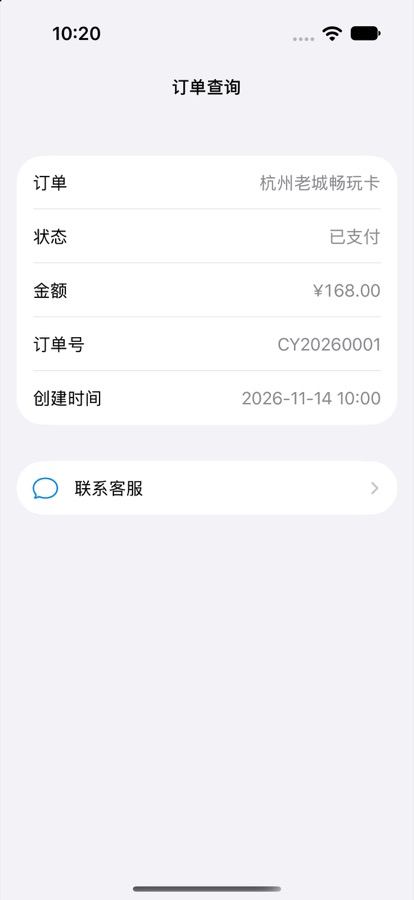 10:20
订单查询
订单 杭州老城畅玩卡
状态 已支付
金额 ¥168.00
订单号 CY20260001
创建时间 2026-11-14 10:00
联系客服